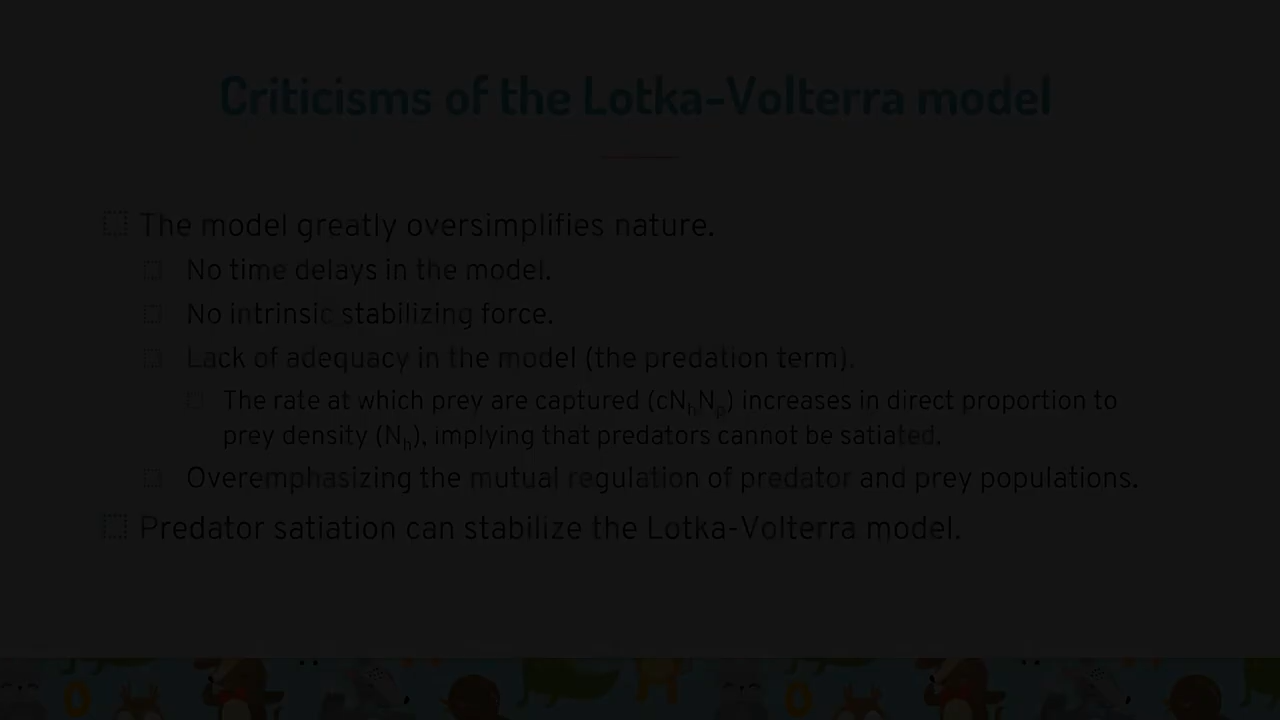 Criticisms of the Lotka-Volterra model
The model greatly oversimplifies nature.
No time delays in the model.
No intrinsic stabilizing force.
Lack of adequacy in the model (the predation term).
The rate at which prey are captured (cNhNp) increases in direct proportion to
prey density (Nh), implying that predators cannot be satiated.
Overemphasizing the mutual regulation of predator and prey populations.
Predator satiation can stabilize the Lotka-Volterra model.